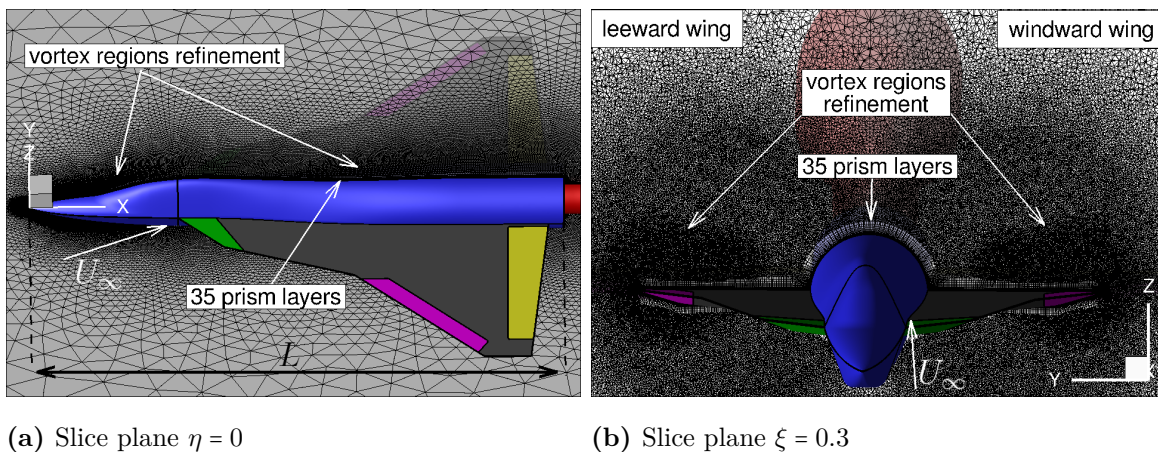 vortex regions refinement
Y
Z
X
U∞
35 prism layers
L
leeward wing
windward wing
vortex regions
refinement
35 prism layers
Z
Y
U∞
(a) Slice plane η = 0
(b) Slice plane ξ = 0.3